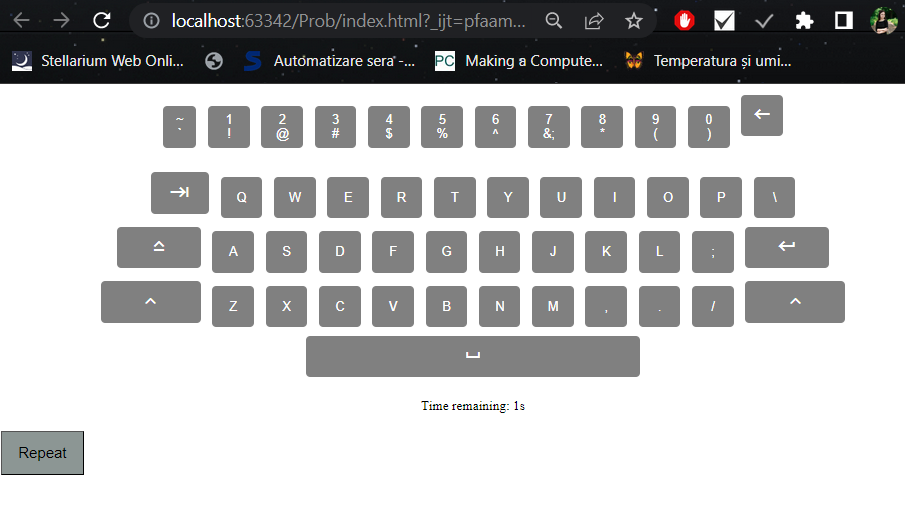 localhost:63342/Prob/index.html?_ijt=pfaam...
Stellarium Web Onli... S Automatizare sera -... PC Making a Compute... Temperatura și umi...
~ 1 2 3 4 5 6 7 8 9 0 ←
` ! @ # $ % ^ &; * ( )
Q W E R T Y U I O P \
A S D F G H J K L ;
Z X C V B N M , . /
Time remaining: 1s
Repeat